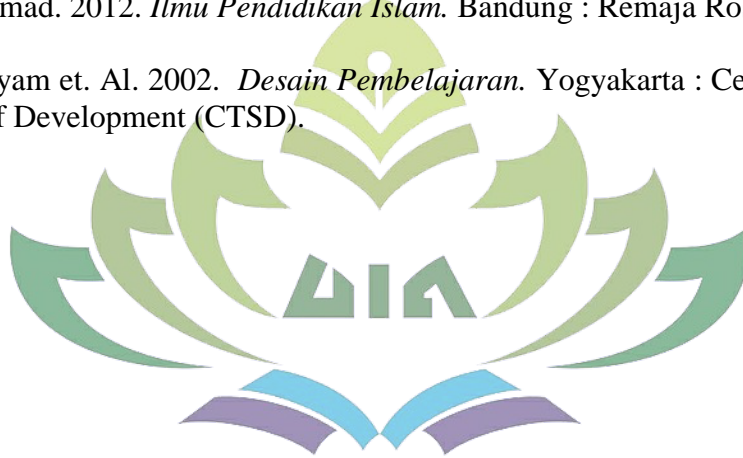 mad. 2012. Ilmu Pendidikan Islam. Bandung : Remaja Ro
yam et. Al. 2002. Desain Pembelajaran. Yogyakarta : Ce
f Development (CTSD).
UIN